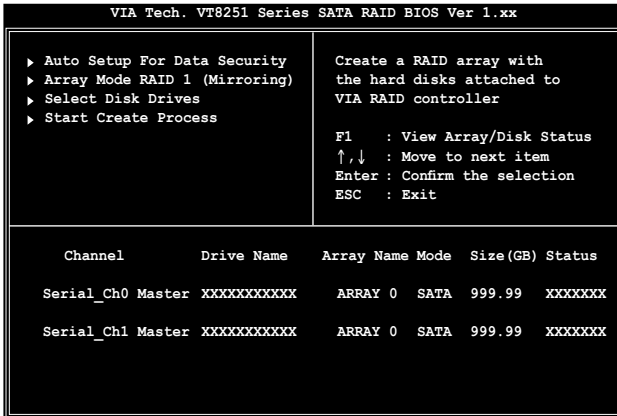 VIA Tech. VT8251 Series SATA RAID BIOS Ver 1.xx
Auto Setup For Data Security
Array Mode RAID 1 (Mirroring)
Select Disk Drives
Start Create Process
Create a RAID array with
the hard disks attached to
VIA RAID controller
F1 : View Array/Disk Status
↑,↓ : Move to next item
Enter : Confirm the selection
ESC : Exit
Channel Drive Name Array Name Mode Size(GB) Status
Serial_Ch0 Master XXXXXXXXXXX ARRAY 0 SATA 999.99 XXXXXXX
Serial_Ch1 Master XXXXXXXXXXX ARRAY 0 SATA 999.99 XXXXXXX